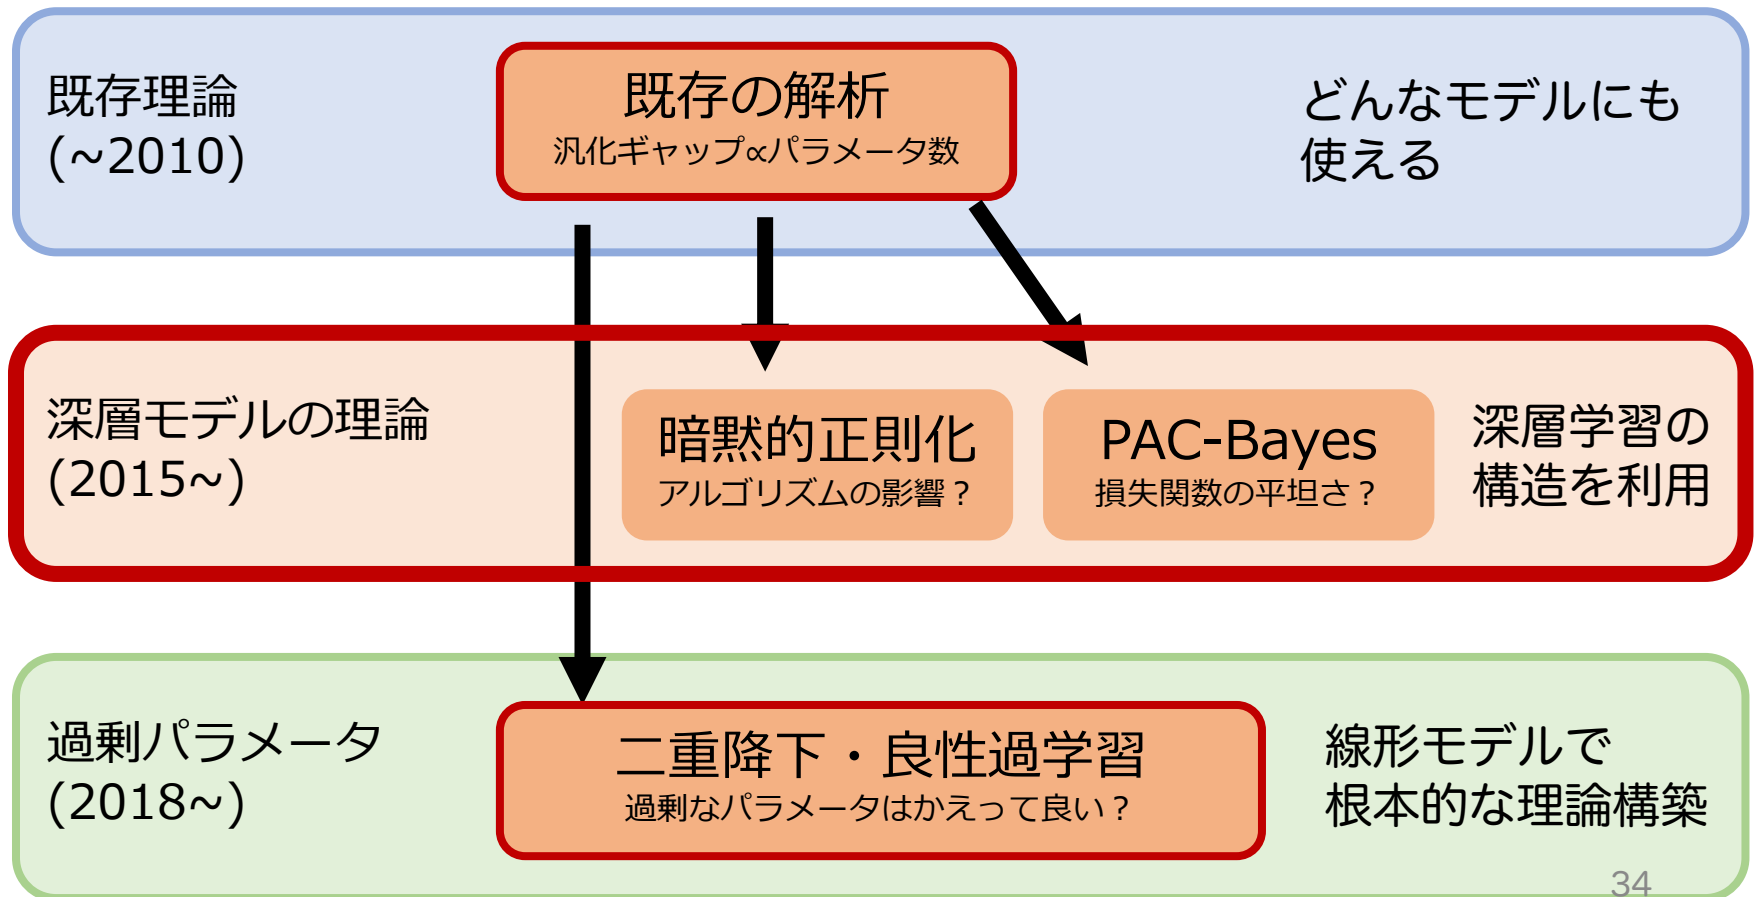 既存理論
(~2010)
既存の解析
汎化ギャップ∝パラメータ数
どんなモデルにも
使える
深層モデルの理論
(2015~)
暗黙的正則化
アルゴリズムの影響？
PAC-Bayes
損失関数の平坦さ？
深層学習の
構造を利用
過剰パラメータ
(2018~)
二重降下・良性過学習
過剰なパラメータはかえって良い？
線形モデルで
根本的な理論構築
34